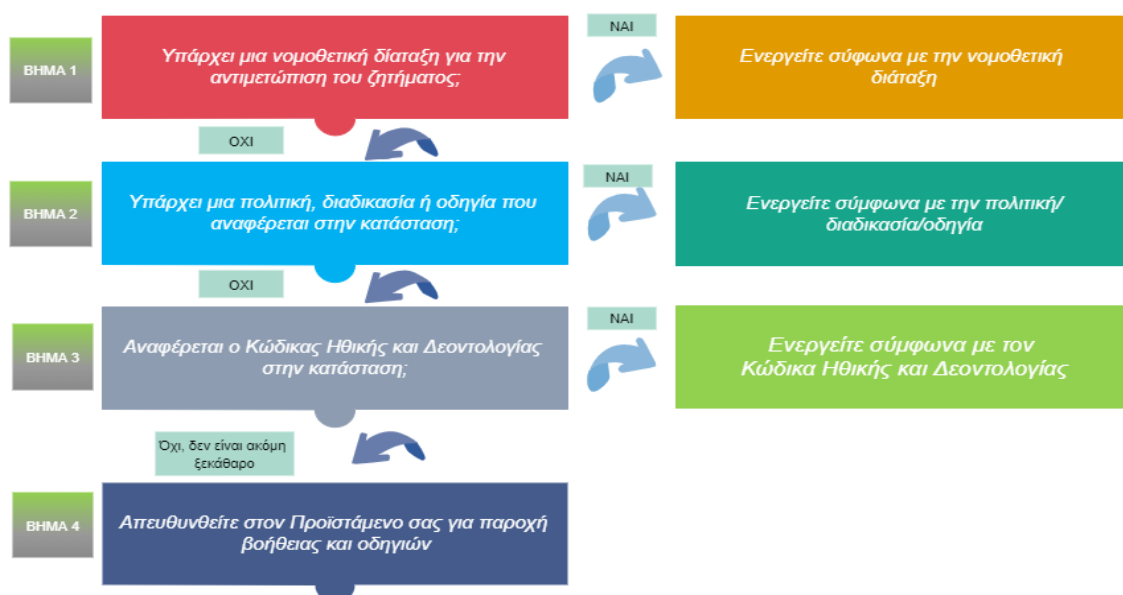 ΒΗΜΑ 1
Υπάρχει μια νομοθετική δίαταξη για την
αντιμετώπιση του ζητήματος;
ΝΑΙ
Ενεργείτε σύφωνα με την νομοθετική
διάταξη
ΟΧΙ
ΒΗΜΑ 2
Υπάρχει μια πολιτική, διαδικασία ή οδηγία που
αναφέρεται στην κατάσταση;
ΝΑΙ
Ενεργείτε σύμφωνα με την πολιτική/
διαδικασία/οδηγία
ΟΧΙ
ΒΗΜΑ 3
Αναφέρεται ο Κώδικας Ηθικής και Δεοντολογίας
στην κατάσταση;
ΝΑΙ
Ενεργείτε σύμφωνα με τον
Κώδικα Ηθικής και Δεοντολογίας
Όχι, δεν είναι ακόμη
ξεκάθαρο
ΒΗΜΑ 4
Απευθυνθείτε στον Προϊστάμενο σας για παροχή
βοήθειας και οδηγιών